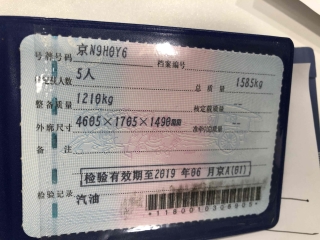 号牌号码 京N9H0Y6 档案编号
核定载人数 5人 总质量 1585kg
整备质量 1210kg 核定载质量 --
外廓尺寸 4605×1705×1490mm 准牵引总质量 --
备注
检验有效期至2019年06月京A(01)
检验记录 汽油